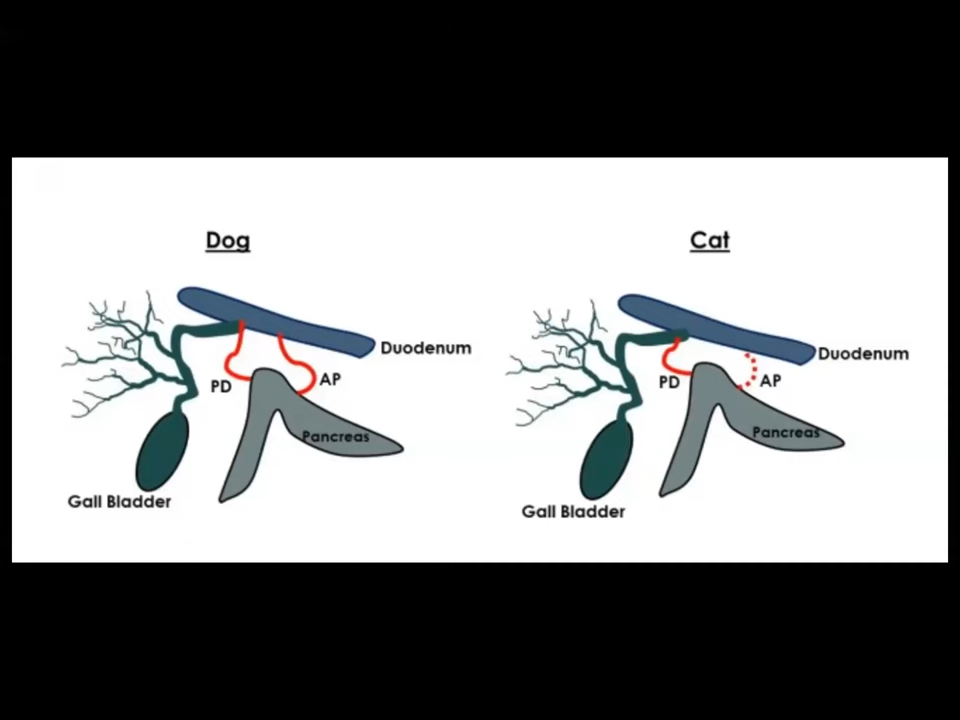 Dog
Duodenum
PD
AP
Pancreas
Gall Bladder
Cat
Duodenum
PD
AP
Pancreas
Gall Bladder